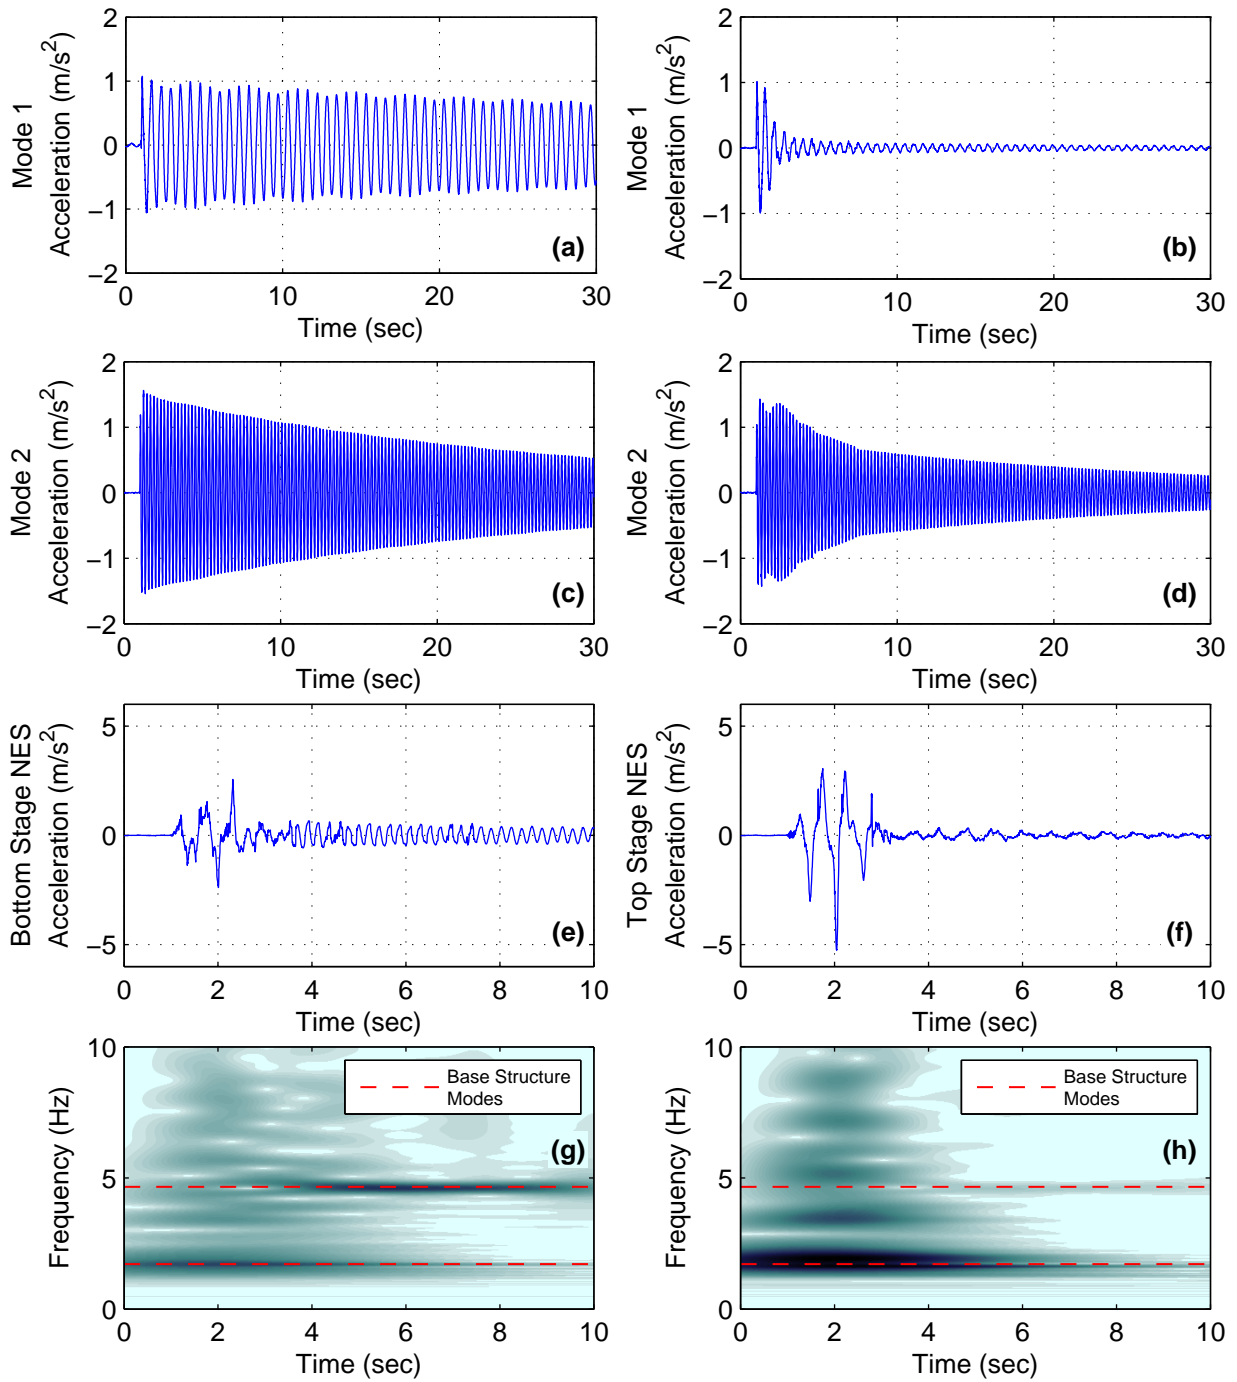 Mode 1
Acceleration (m/s²)
2
1
0
−1
−2
(a)
0 10 20 30
Time (sec)
Mode 1
Acceleration (m/s²)
2
1
0
−1
−2
(b)
0 10 20 30
Time (sec)
Mode 2
Acceleration (m/s²)
2
1
0
−1
−2
(c)
0 10 20 30
Time (sec)
Mode 2
Acceleration (m/s²)
2
1
0
−1
−2
(d)
0 10 20 30
Time (sec)
Bottom Stage NES
Acceleration (m/s²)
5
0
−5
(e)
0 2 4 6 8 10
Time (sec)
Top Stage NES
Acceleration (m/s²)
5
0
−5
(f)
0 2 4 6 8 10
Time (sec)
Frequency (Hz)
10
5
0
Base Structure
Modes
(g)
0 2 4 6 8 10
Time (sec)
Frequency (Hz)
10
5
0
Base Structure
Modes
(h)
0 2 4 6 8 10
Time (sec)